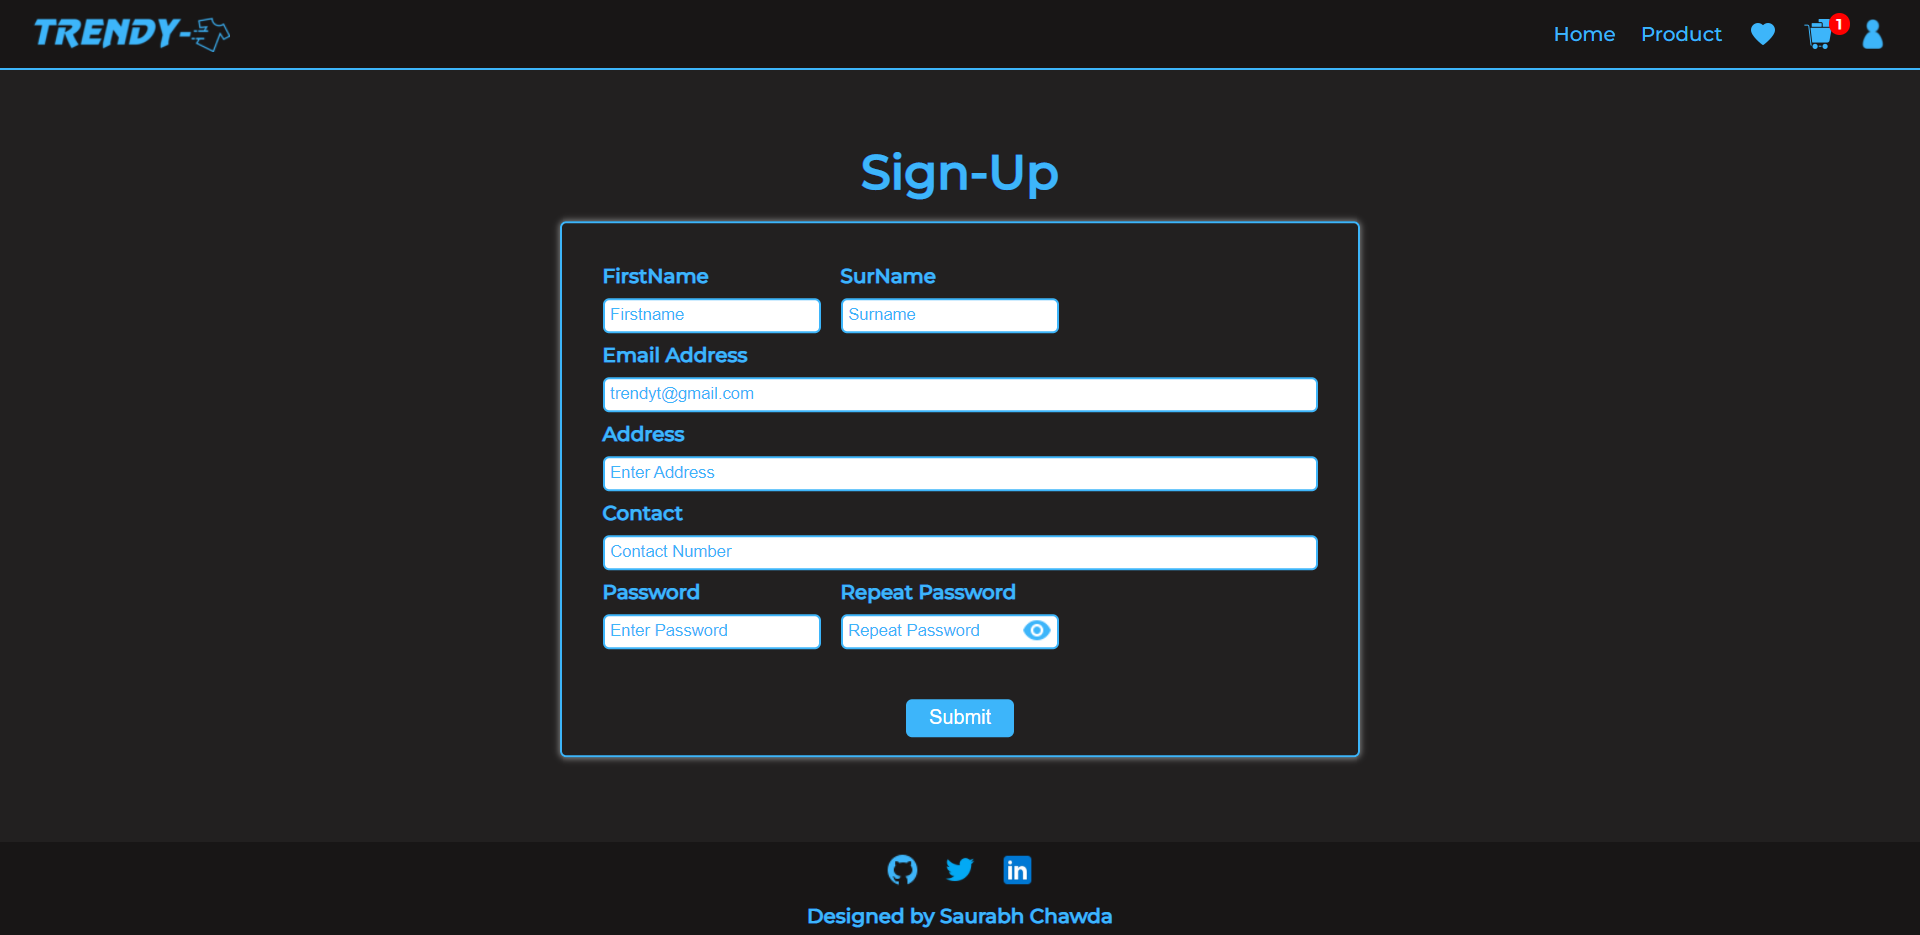 TRENDY-
Home Product 1
Sign-Up
FirstName SurName
Firstname Surname
Email Address
trendyt@gmail.com
Address
Enter Address
Contact
Contact Number
Password Repeat Password
Enter Password Repeat Password
Submit
in
Designed by Saurabh Chawda